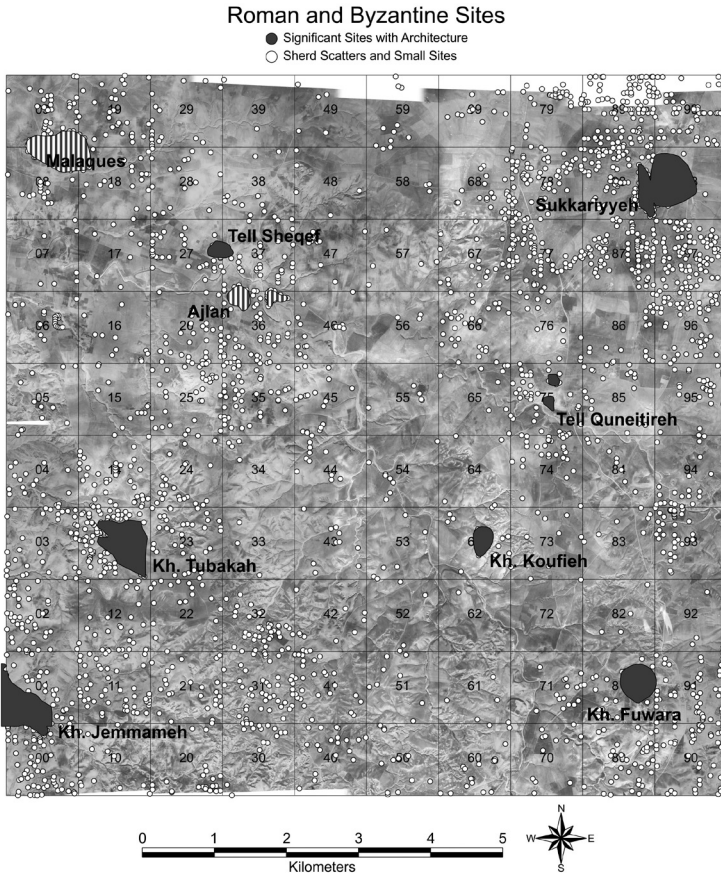 Roman and Byzantine Sites
Significant Sites with Architecture
Sherd Scatters and Small Sites
19 29 39 49 59 69 79 89 99
Malaques
18 28 38 48 58 68 78
Sukkariyyeh
Tell Sheqef
07 17 27 37 47 57 67 77 87 97
Ajlan
06 16 26 36 46 56 66 76 86 96
05 15 25 35 45 55 65 75 85 95
Tell Quneitireh
04 24 34 44 54 64 74 94
03 23 33 43 53 73 83 93
Kh. Tubakah
Kh. Koufieh
02 12 22 32 42 52 62 72 82 92
11 21 31 41 51 61 71 91
Kh. Fuwara
Kh. Jemmameh
00 10 20 30 40 50 60 70 80 90
0 1 2 3 4 5
Kilometers
N
W E
S